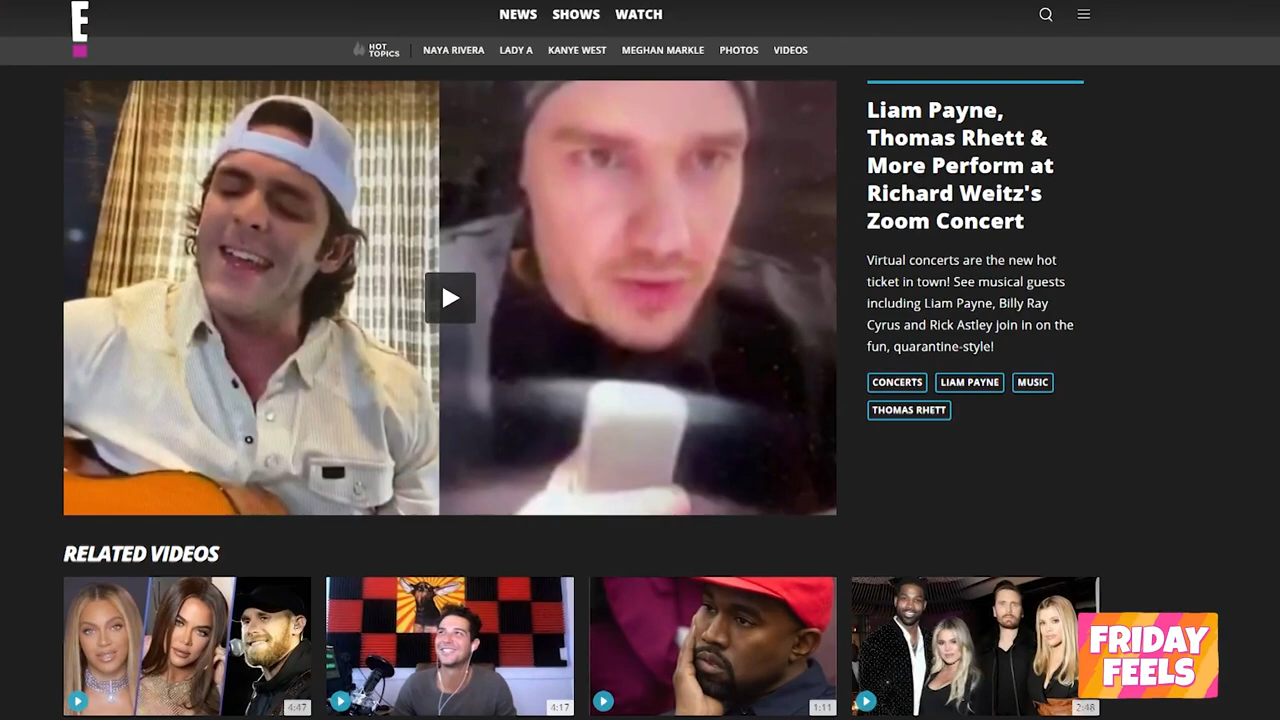 E
NEWS SHOWS WATCH
HOT
TOPICS
NAYA RIVERA LADY A KANYE WEST MEGHAN MARKLE PHOTOS VIDEOS
Liam Payne,
Thomas Rhett &
More Perform at
Richard Weitz's
Zoom Concert
Virtual concerts are the new hot
ticket in town! See musical guests
including Liam Payne, Billy Ray
Cyrus and Rick Astley join in on the
fun, quarantine-style!
CONCERTS LIAM PAYNE MUSIC
THOMAS RHETT
RELATED VIDEOS
4:47 4:17 1:11 2:48
FRIDAY
FEELS